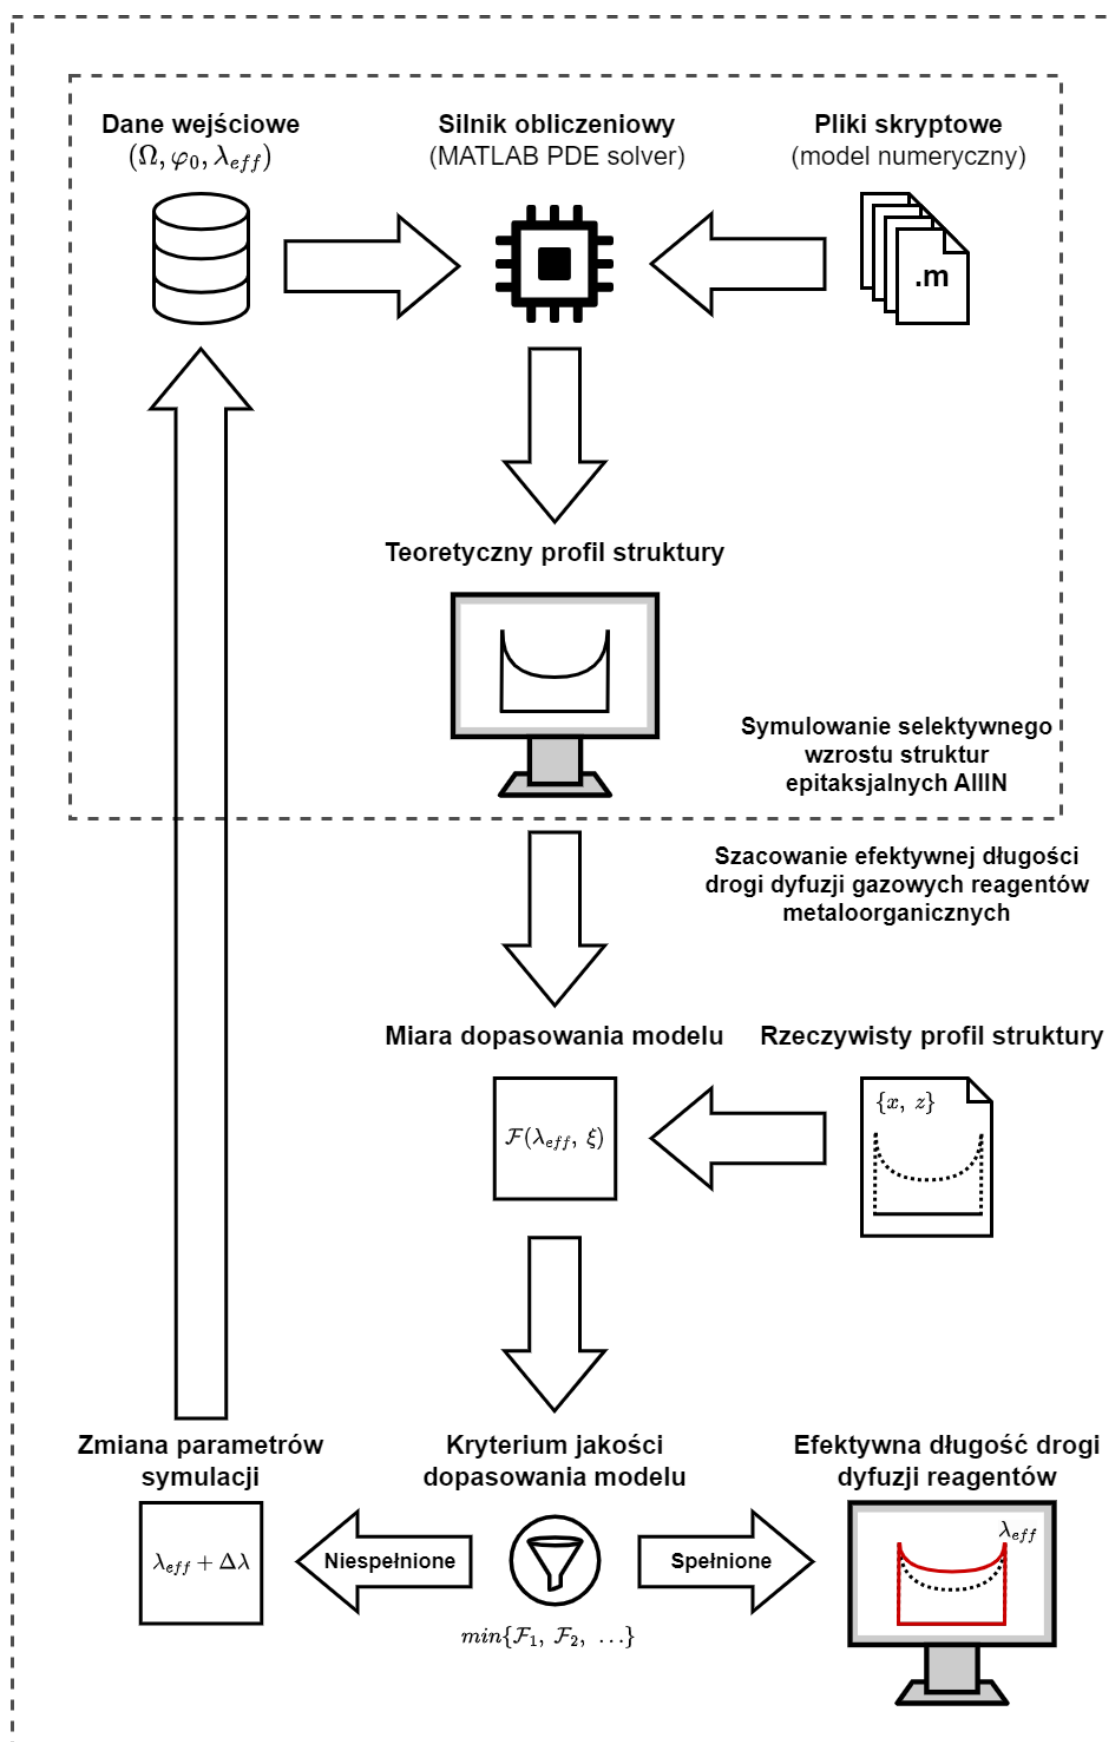 Dane wejściowe
(Ω, φ₀, λ_eff)
Silnik obliczeniowy
(MATLAB PDE solver)
Pliki skryptowe
(model numeryczny)
.m
Teoretyczny profil struktury
Symulowanie selektywnego
wzrostu struktur
epitaksjalnych AIIIN
Szacowanie efektywnej długości
drogi dyfuzji gazowych reagentów
metaloorganicznych
Miara dopasowania modelu
ℱ(λ_eff, ξ)
Rzeczywisty profil struktury
{x, z}
Zmiana parametrów
symulacji
λ_eff + Δλ
Niespełnione
Kryterium jakości
dopasowania modelu
min{ℱ₁, ℱ₂, …}
Spełnione
Efektywna długość drogi
dyfuzji reagentów
λ_eff